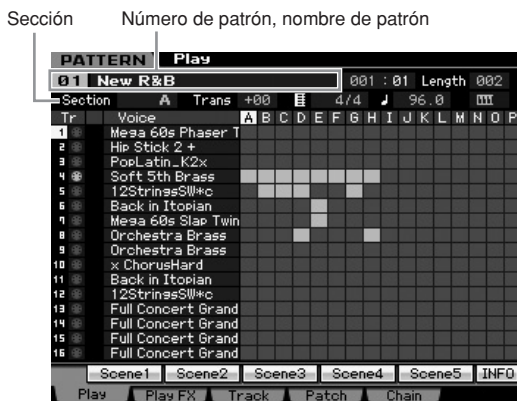 Sección Número de patrón, nombre de patrón
PATTERN Play
01 New R&B 001 : 01 Length 002
Section A Trans +00 4/4 ♩ 96.0
Tr Voice A B C D E F G H I J K L M N O P
1 Mega 60s Phaser T
2 Hip Stick 2 +
3 PopLatin_K2x
4 Soft 5th Brass
5 12StringsSW*c
6 Back in Itopian
7 Mega 60s Slap Twin
8 Orchestra Brass
9 Orchestra Brass
10 x ChorusHard
11 Back in Itopian
12 12StringsSW*c
13 Full Concert Grand
14 Full Concert Grand
15 Full Concert Grand
16 Full Concert Grand
Scene1 Scene2 Scene3 Scene4 Scene5 INFO
Play Play FX Track Patch Chain